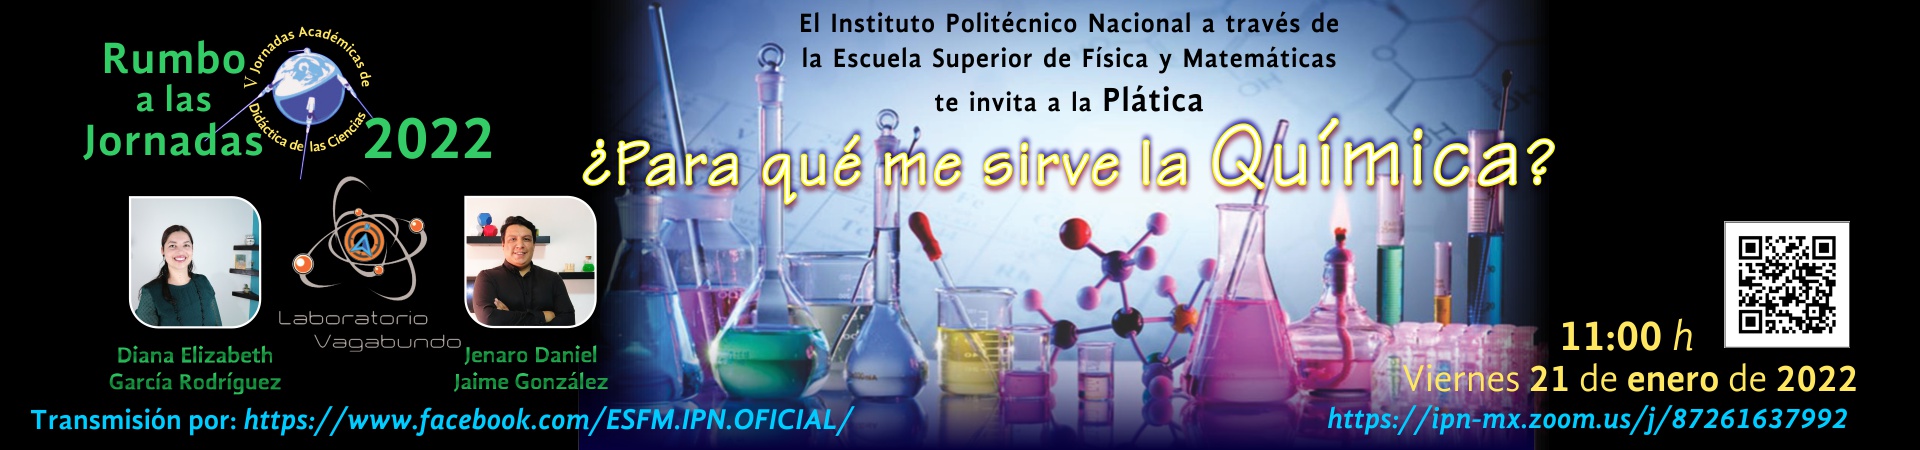 Rumbo
a las
Jornadas
2022
V Jornadas Académicas de
Didáctica de las Ciencias
El Instituto Politécnico Nacional a través de
la Escuela Superior de Física y Matemáticas
te invita a la Plática
¿Para qué me sirve la Química?
Laboratorio
Vagabundo
Diana Elizabeth
García Rodríguez
Jenaro Daniel
Jaime González
11:00 h
Viernes 21 de enero de 2022
Transmisión por: https://www.facebook.com/ESFM.IPN.OFICIAL/
https://ipn-mx.zoom.us/j/87261637992